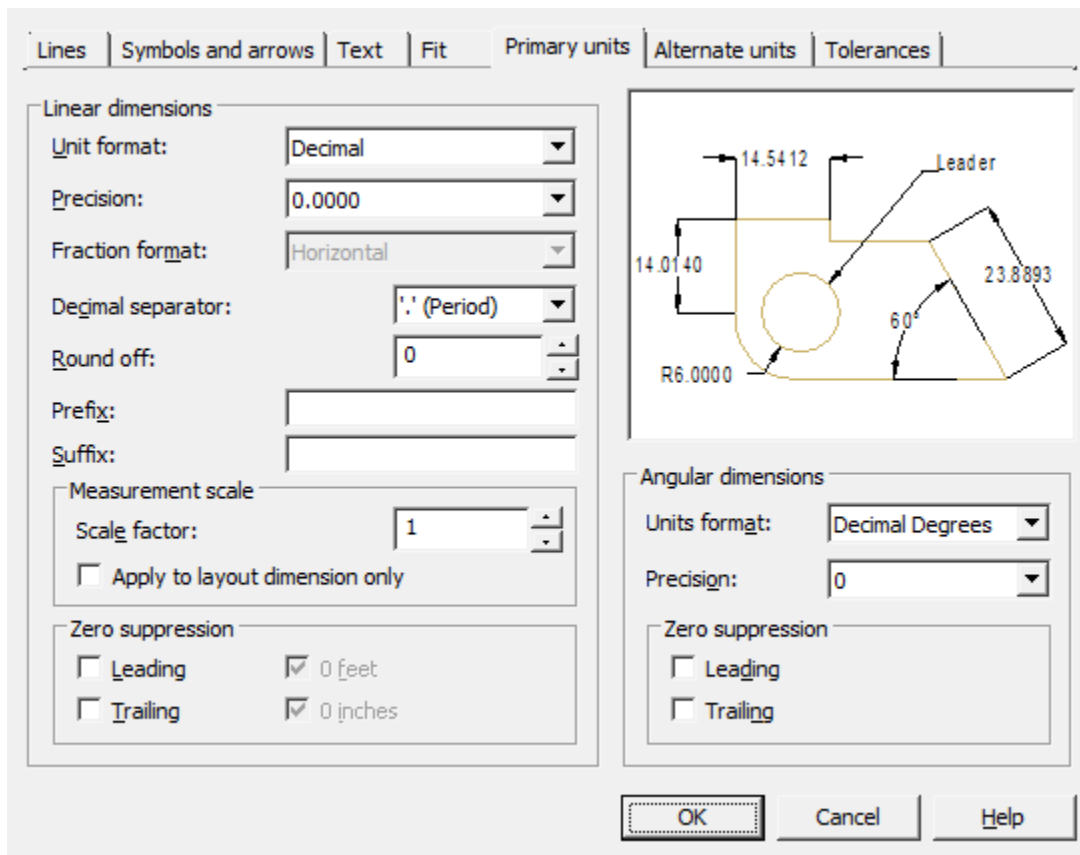 Lines Symbols and arrows Text Fit Primary units Alternate units Tolerances
Linear dimensions
Unit format: Decimal
Precision: 0.0000
Fraction format: Horizontal
Decimal separator: '.' (Period)
Round off: 0
Prefix:
Suffix:
Measurement scale
Scale factor: 1
Apply to layout dimension only
Zero suppression
Leading 0 feet
Trailing 0 inches
14.5412
Leader
14.0140
23.8893
60°
R6.0000
Angular dimensions
Units format: Decimal Degrees
Precision: 0
Zero suppression
Leading
Trailing
OK Cancel Help